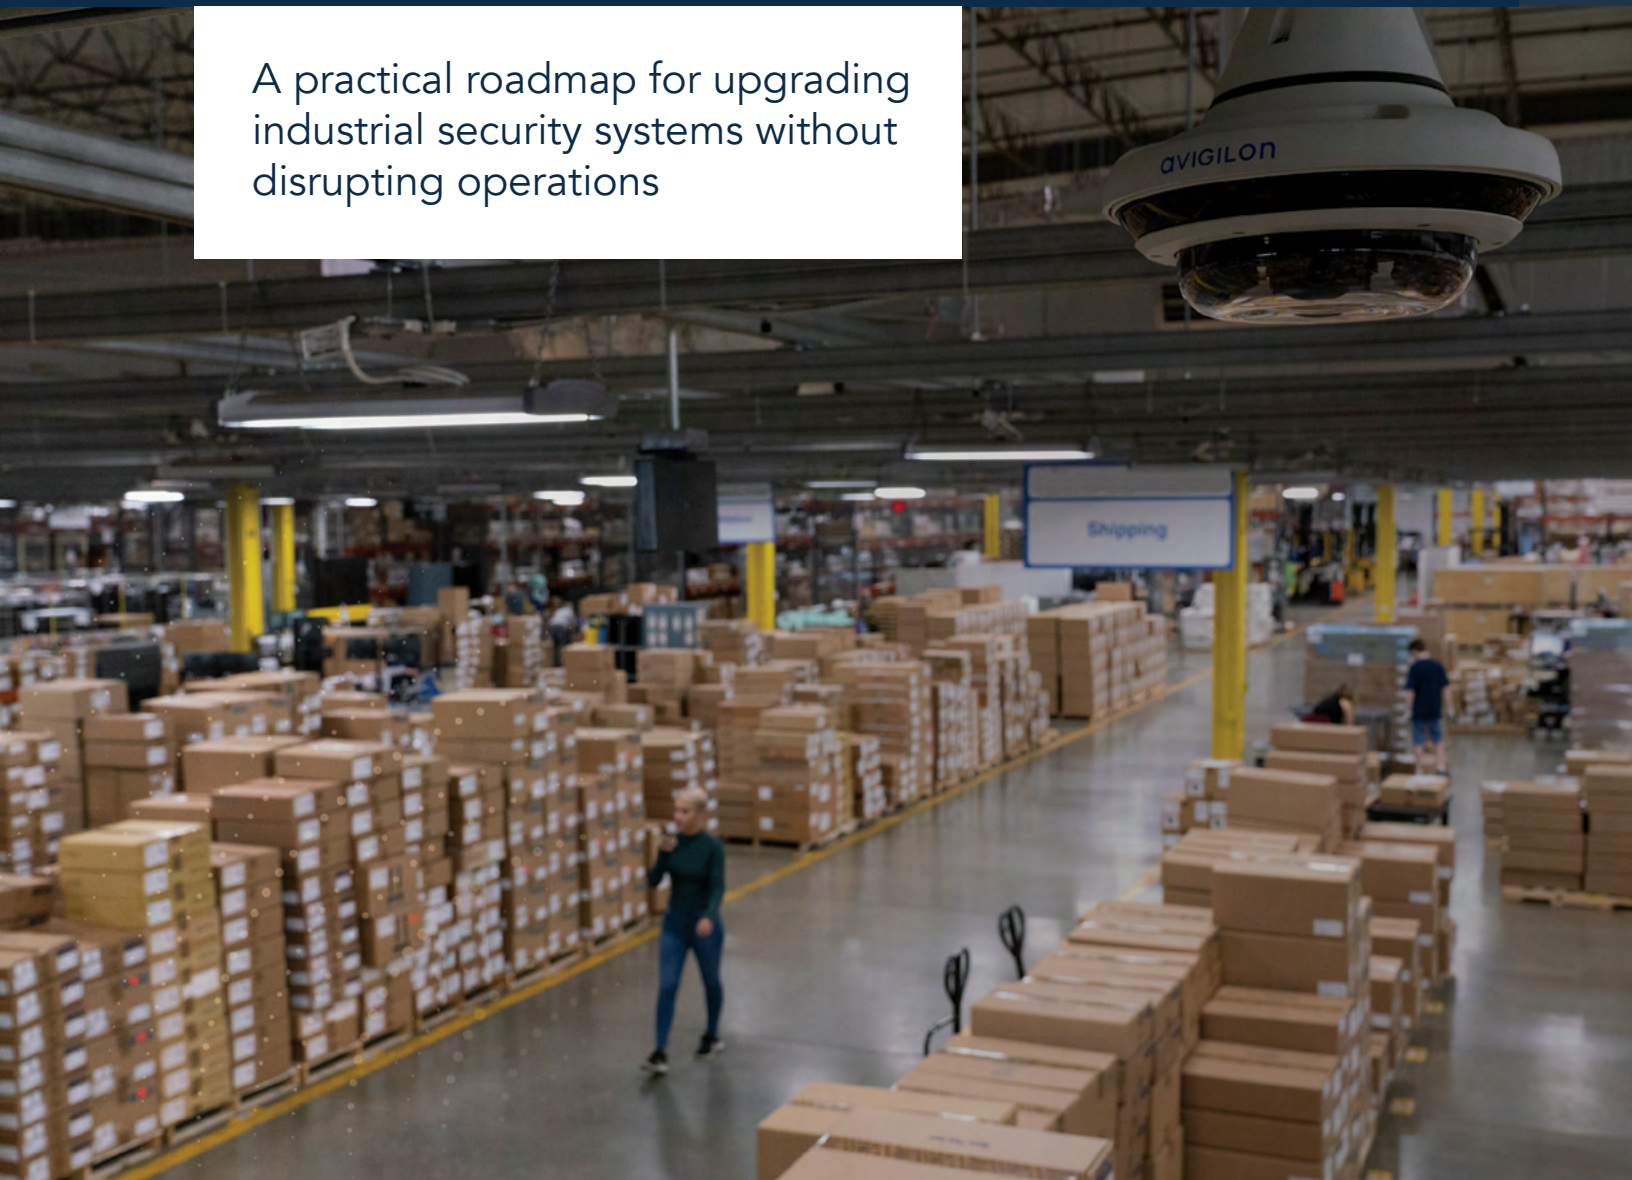 A practical roadmap for upgrading
industrial security systems without
disrupting operations
avigilon
Shipping